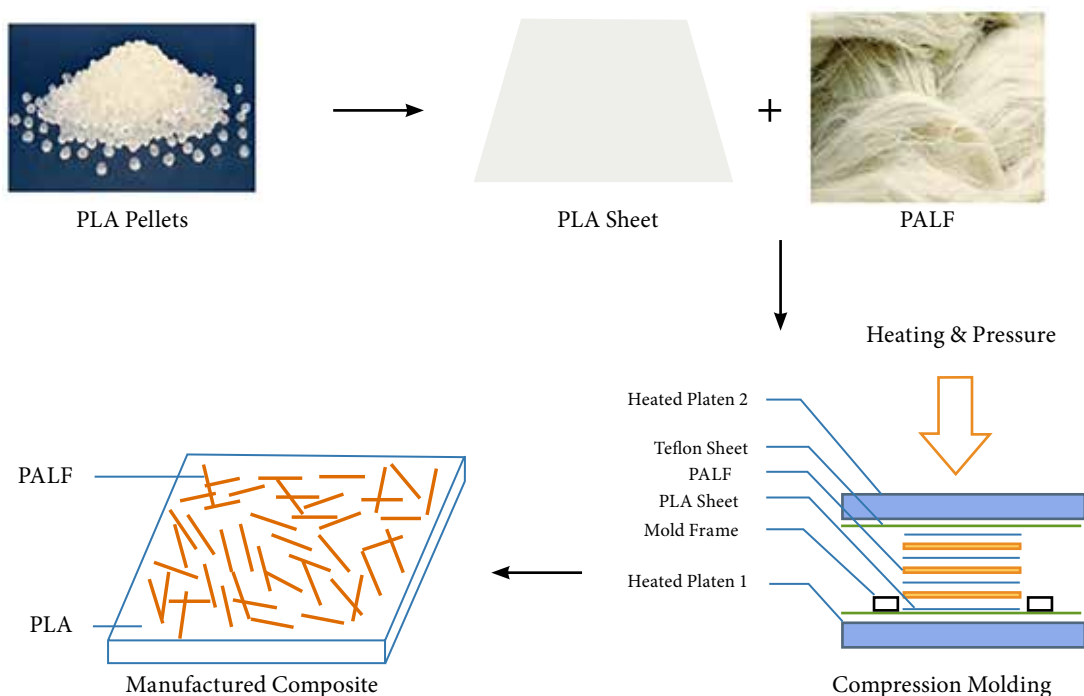 PLA Pellets
PLA Sheet
PALF
Heating & Pressure
Heated Platen 2
Teflon Sheet
PALF
PLA Sheet
Mold Frame
Heated Platen 1
Compression Molding
PALF
PLA
Manufactured Composite